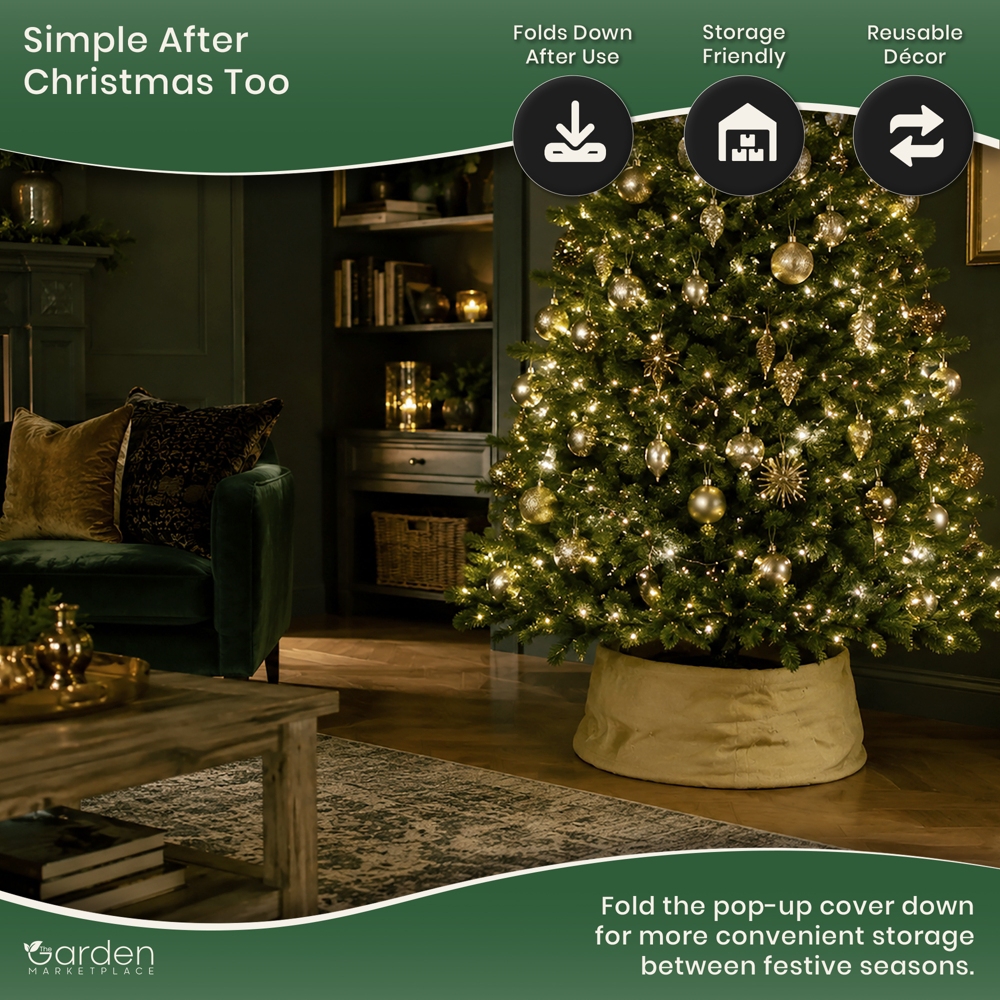 Simple After
Christmas Too
Folds Down
After Use
Storage
Friendly
Reusable
Décor
Fold the pop-up cover down
for more convenient storage
between festive seasons.
The
Garden
MARKETPLACE